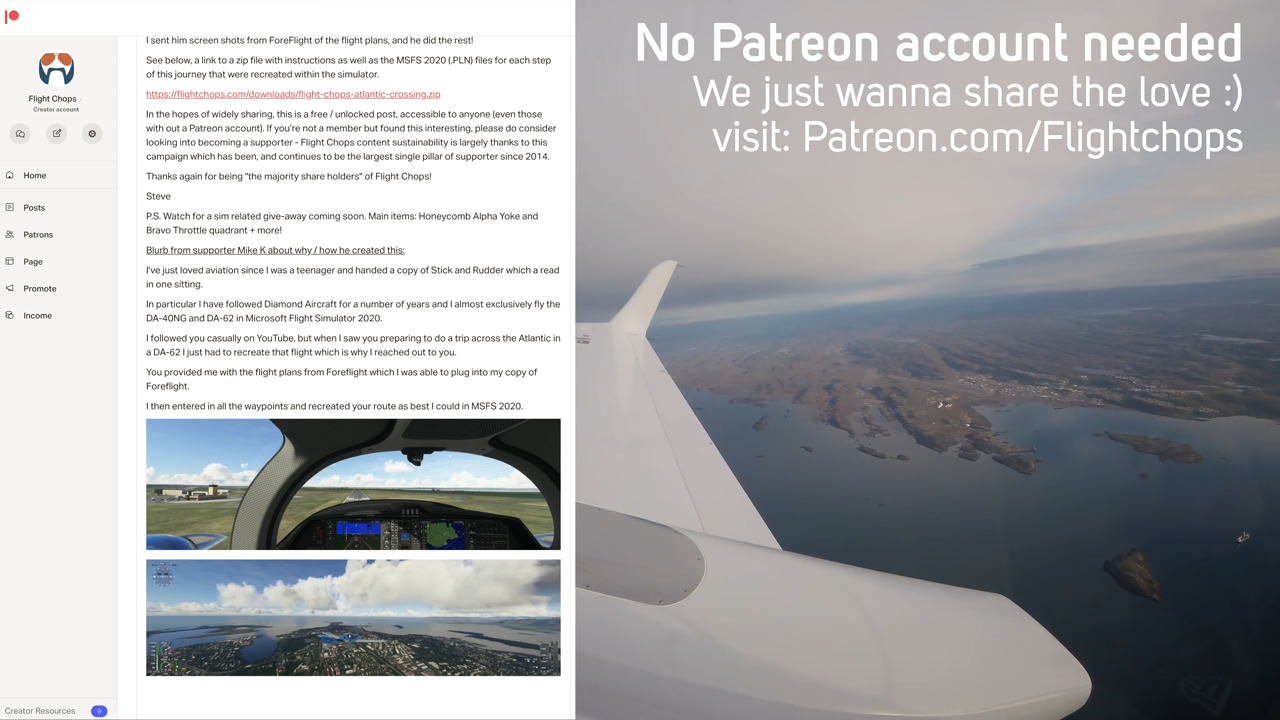 No Patreon account needed
We just wanna share the love :)
visit: Patreon.com/Flightchops
Flight Chops
Creator account
Home
Posts
Patrons
Page
Promote
Income
Creator Resources
9
I sent him screen shots from ForeFlight of the flight plans, and he did the rest!
See below, a link to a zip file with instructions as well as the MSFS 2020 (.PLN) files for each step
of this journey that were recreated within the simulator.
https://flightchops.com/downloads/flight-chops-atlantic-crossing.zip
In the hopes of widely sharing, this is a free / unlocked post, accessible to anyone (even those
with out a Patreon account). If you're not a member but found this interesting, please do consider
looking into becoming a supporter - Flight Chops content sustainability is largely thanks to this
campaign which has been, and continues to be the largest single pillar of supporter since 2014.
Thanks again for being "the majority share holders" of Flight Chops!
Steve
P.S. Watch for a sim related give-away coming soon. Main items: Honeycomb Alpha Yoke and
Bravo Throttle quadrant + more!
Blurb from supporter Mike K about why / how he created this:
I've just loved aviation since I was a teenager and handed a copy of Stick and Rudder which a read
in one sitting.
In particular I have followed Diamond Aircraft for a number of years and I almost exclusively fly the
DA-40NG and DA-62 in Microsoft Flight Simulator 2020.
I followed you casually on YouTube, but when I saw you preparing to do a trip across the Atlantic in
a DA-62 I just had to recreate that flight which is why I reached out to you.
You provided me with the flight plans from Foreflight which I was able to plug into my copy of
Foreflight.
I then entered in all the waypoints and recreated your route as best I could in MSFS 2020.